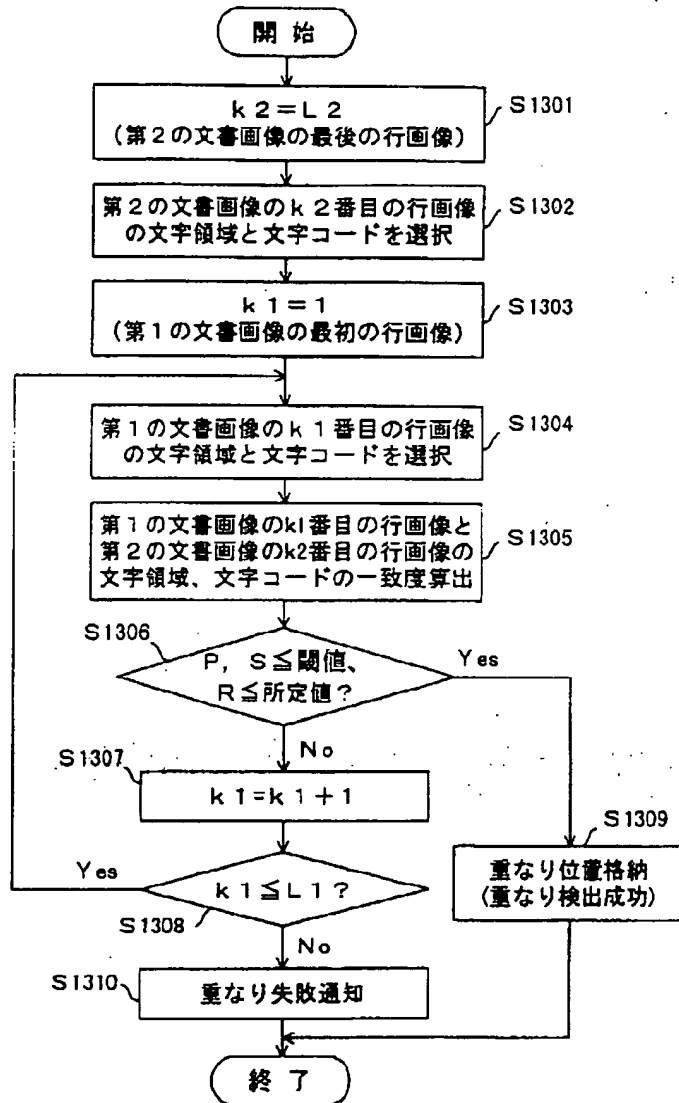 開 始
k2=L2
(第2の文書画像の最後の行画像)
S1301
第2の文書画像のk2番目の行画像
の文字領域と文字コードを選択
S1302
k1=1
(第1の文書画像の最初の行画像)
S1303
第1の文書画像のk1番目の行画像
の文字領域と文字コードを選択
S1304
第1の文書画像のk1番目の行画像と
第2の文書画像のk2番目の行画像の
文字領域、文字コードの一致度算出
S1305
S1306
P, S≦閾値、
R≦所定値?
Yes
No
S1307
k1=k1+1
S1309
重なり位置格納
(重なり検出成功)
Yes
k1≦L1?
S1308
No
S1310
重なり失敗通知
終 了